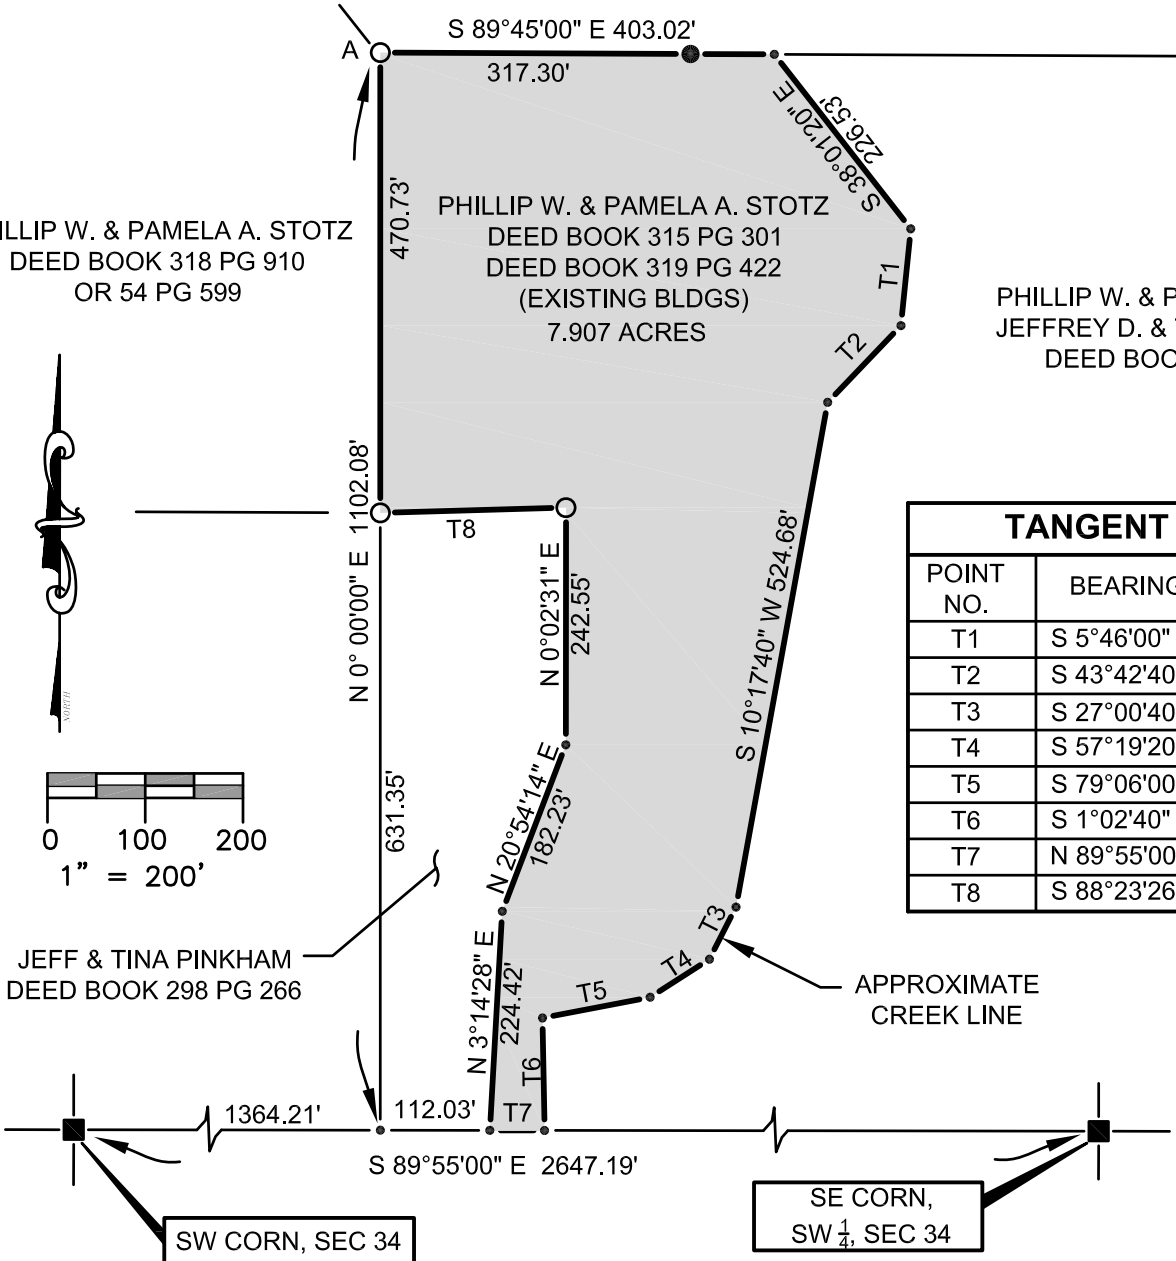 S 89°45'00" E 403.02'
A
317.30'
S 38°01'20" E
226.53'
470.73'
PHILLIP W. & PAMELA A. STOTZ
DEED BOOK 315 PG 301
DEED BOOK 319 PG 422
(EXISTING BLDGS)
7.907 ACRES
LLIP W. & PAMELA A. STOTZ
DEED BOOK 318 PG 910
OR 54 PG 599
T1
T2
PHILLIP W. & P
JEFFREY D. &
DEED BOO
NORTH
N 0° 00'00" E 1102.08'
T8
N 0°02'31" E
242.55'
S 10°17'40" W 524.68'
TANGENT
POINT NO.
BEARING
T1 S 5°46'00"
T2 S 43°42'40
T3 S 27°00'40
T4 S 57°19'20
T5 S 79°06'00
T6 S 1°02'40"
T7 N 89°55'00
T8 S 88°23'26
0 100 200
1" = 200'
631.35'
N 20°54'14" E
182.23'
JEFF & TINA PINKHAM
DEED BOOK 298 PG 266
N 3°14'28" E
224.42'
T3
T4
T5
T6
APPROXIMATE
CREEK LINE
1364.21'
112.03'
T7
S 89°55'00" E 2647.19'
SW CORN, SEC 34
SE CORN,
SW 1/4, SEC 34